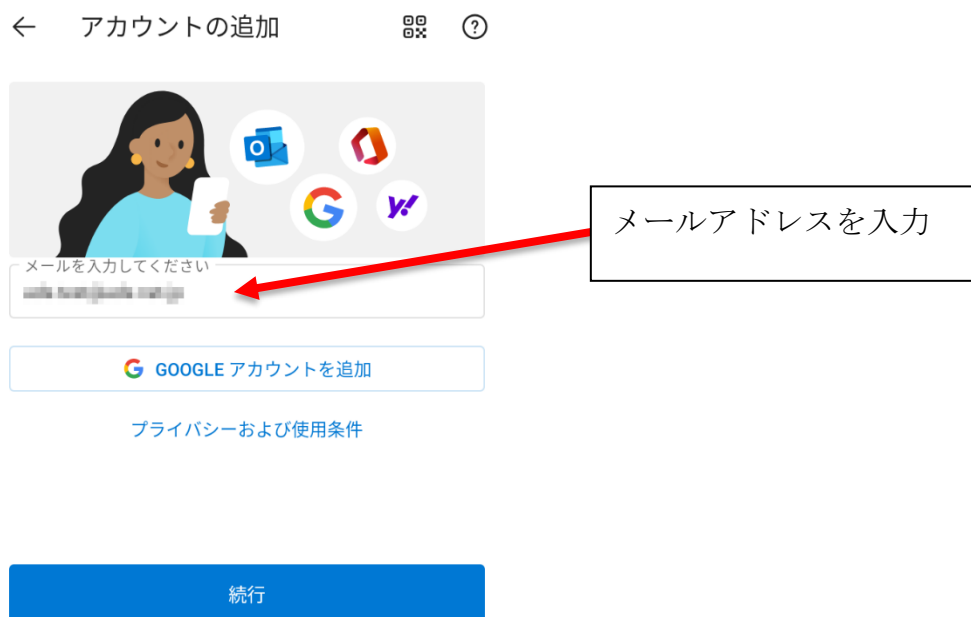 アカウントの追加
メールを入力してください
メールアドレスを入力
GOOGLE アカウントを追加
プライバシーおよび使用条件
続行